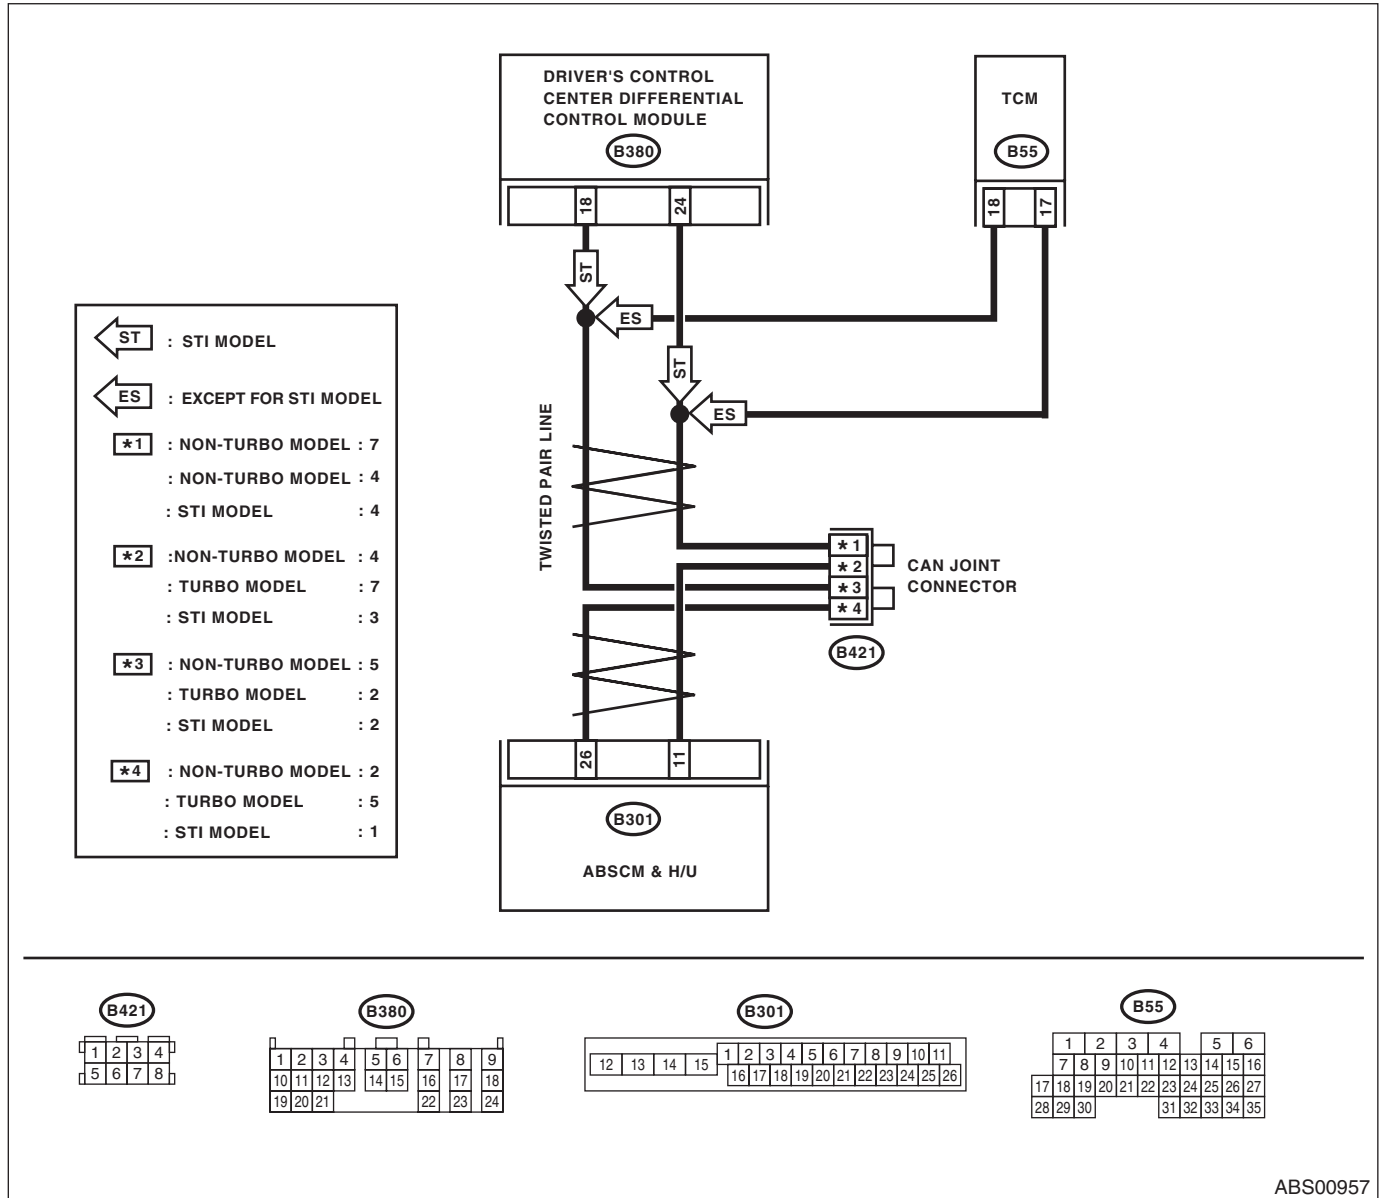 DRIVER'S CONTROL
CENTER DIFFERENTIAL
CONTROL MODULE
B380
18 24
TCM
B55
18 17
ST
ES
ST
ES
ST : STI MODEL
ES : EXCEPT FOR STI MODEL
*1 : NON-TURBO MODEL : 7
: NON-TURBO MODEL : 4
: STI MODEL : 4
*2 :NON-TURBO MODEL : 4
: TURBO MODEL : 7
: STI MODEL : 3
*3 : NON-TURBO MODEL : 5
: TURBO MODEL : 2
: STI MODEL : 2
*4 : NON-TURBO MODEL : 2
: TURBO MODEL : 5
: STI MODEL : 1
TWISTED PAIR LINE
*1
*2
*3
*4
CAN JOINT
CONNECTOR
B421
26 11
B301
ABSCM & H/U
B421
1 2 3 4
5 6 7 8
B380
1 2 3 4 5 6 7 8 9
10 11 12 13 14 15 16 17 18
19 20 21 22 23 24
B301
1 2 3 4 5 6 7 8 9 10 11
12 13 14 15
16 17 18 19 20 21 22 23 24 25 26
B55
1 2 3 4 5 6
7 8 9 10 11 12 13 14 15 16
17 18 19 20 21 22 23 24 25 26 27
28 29 30 31 32 33 34 35
ABS00957